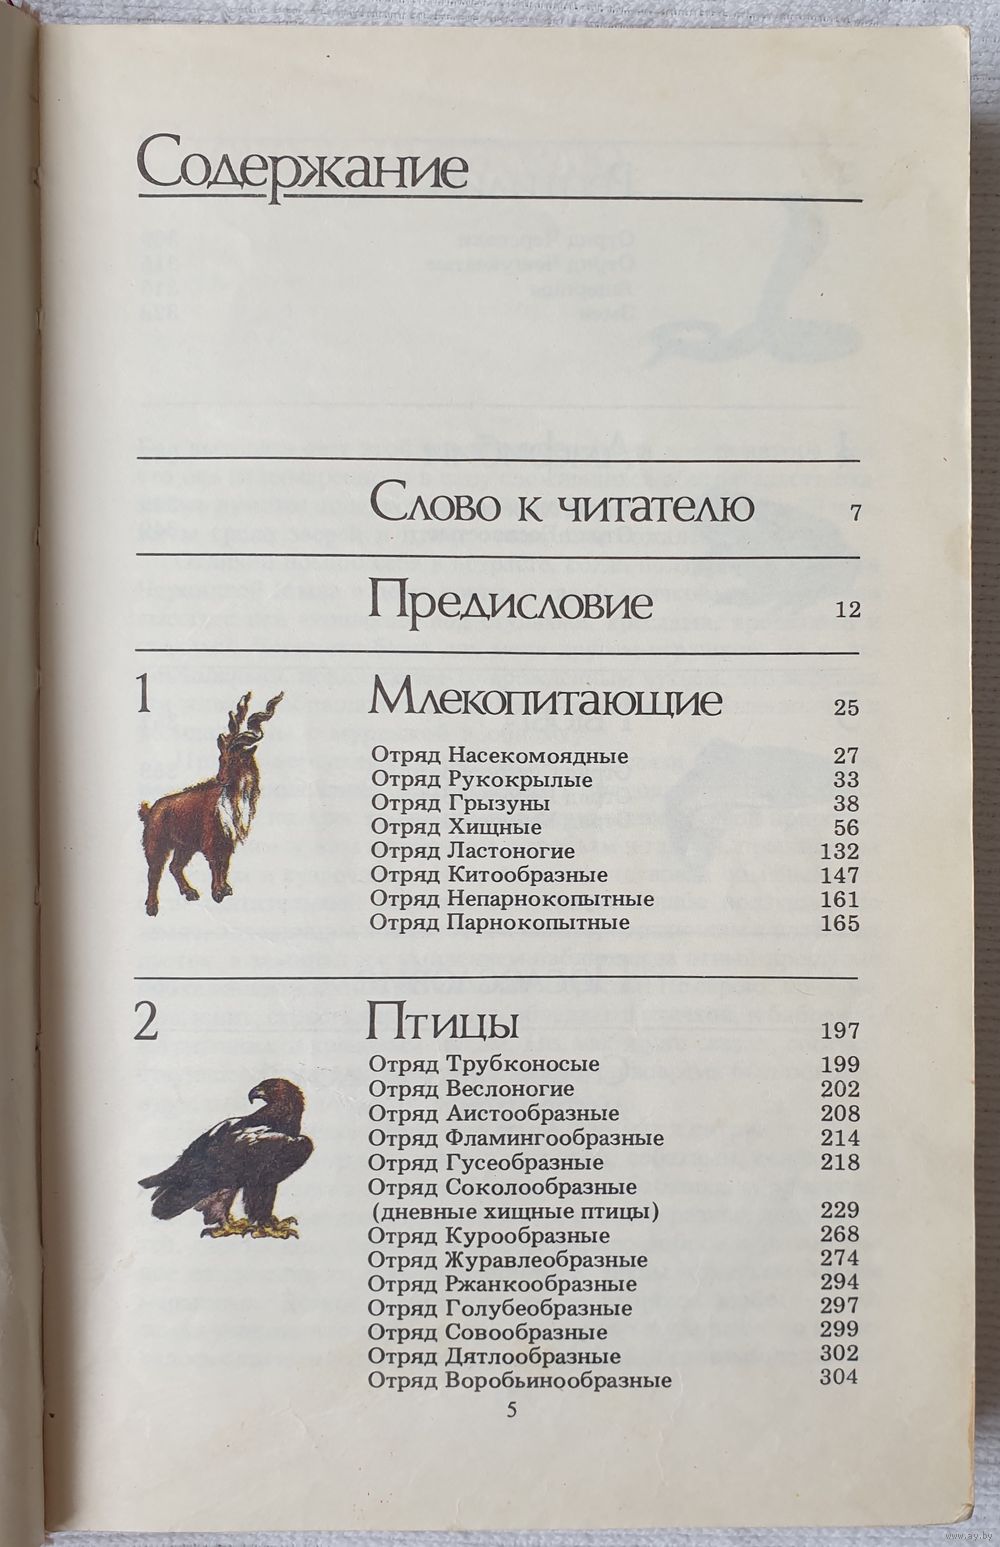 Содержание
Слово к читателю 7
Предисловие 12
1 Млекопитающие 25
Отряд Насекомоядные 27
Отряд Рукокрылые 33
Отряд Грызуны 38
Отряд Хищные 56
Отряд Ластоногие 132
Отряд Китообразные 147
Отряд Непарнокопытные 161
Отряд Парнокопытные 165
2 Птицы 197
Отряд Трубконосые 199
Отряд Веслоногие 202
Отряд Аистообразные 208
Отряд Фламингообразные 214
Отряд Гусеобразные 218
Отряд Соколообразные
(дневные хищные птицы) 229
Отряд Курообразные 268
Отряд Журавлеобразные 274
Отряд Ржанкообразные 294
Отряд Голубеобразные 297
Отряд Совообразные 299
Отряд Дятлообразные 302
Отряд Воробьинообразные 304
5
www.ay.by